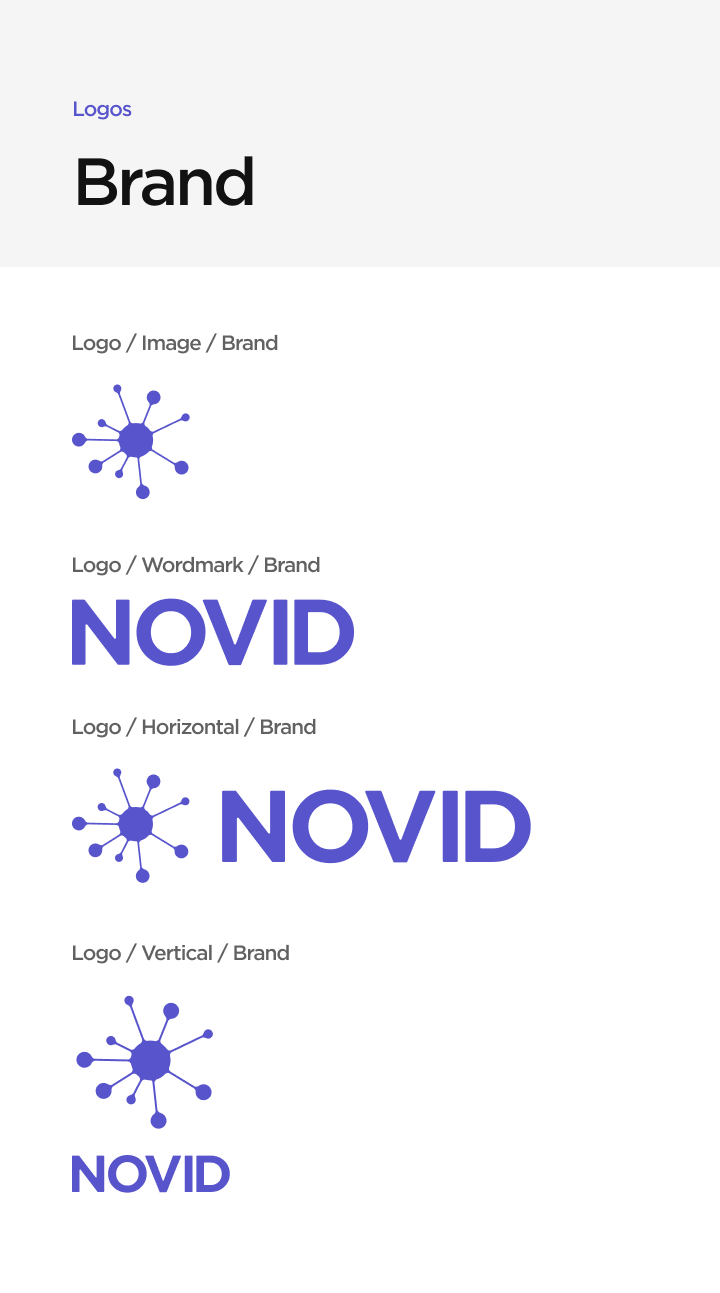 Logos
Brand
Logo / Image / Brand
Logo / Wordmark / Brand
NOVID
Logo / Horizontal / Brand
NOVID
Logo / Vertical / Brand
NOVID